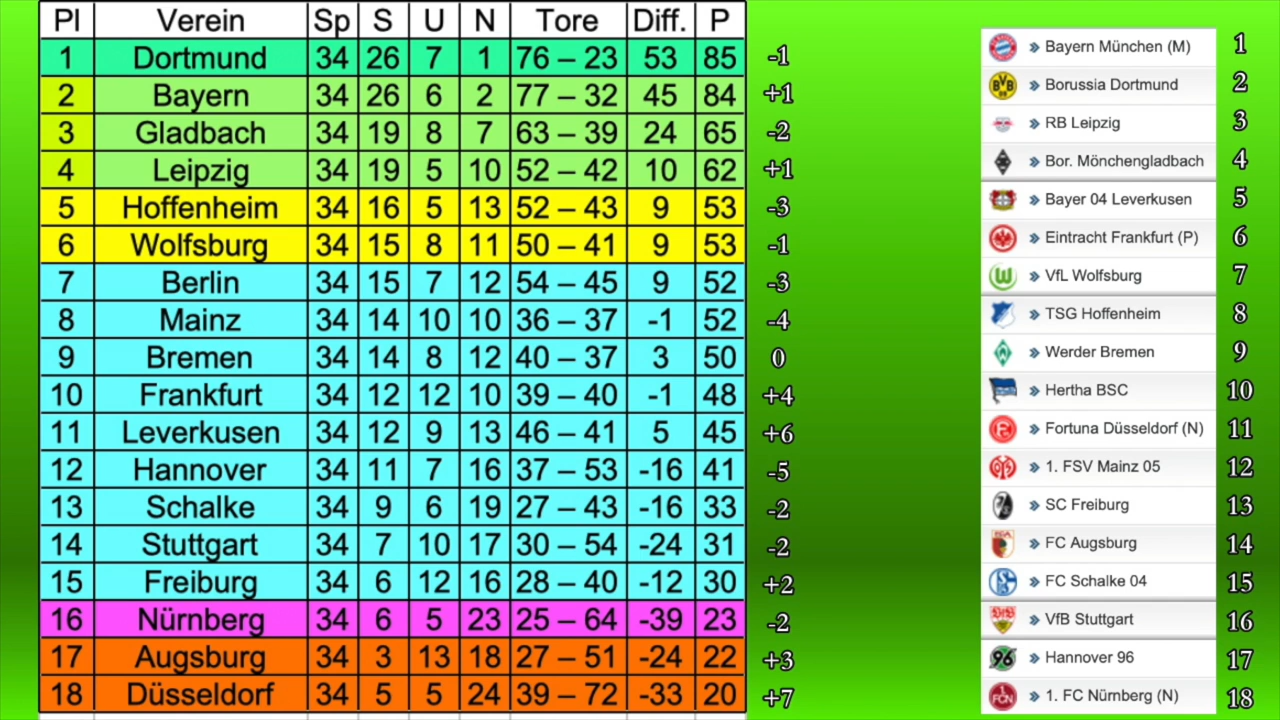 Pl Verein Sp S U N Tore Diff. P
1 Dortmund 34 26 7 1 76 – 23 53 85 -1
2 Bayern 34 26 6 2 77 – 32 45 84 +1
3 Gladbach 34 19 8 7 63 – 39 24 65 -2
4 Leipzig 34 19 5 10 52 – 42 10 62 +1
5 Hoffenheim 34 16 5 13 52 – 43 9 53 -3
6 Wolfsburg 34 15 8 11 50 – 41 9 53 -1
7 Berlin 34 15 7 12 54 – 45 9 52 -3
8 Mainz 34 14 10 10 36 – 37 -1 52 -4
9 Bremen 34 14 8 12 40 – 37 3 50 0
10 Frankfurt 34 12 12 10 39 – 40 -1 48 +4
11 Leverkusen 34 12 9 13 46 – 41 5 45 +6
12 Hannover 34 11 7 16 37 – 53 -16 41 -5
13 Schalke 34 9 6 19 27 – 43 -16 33 -2
14 Stuttgart 34 7 10 17 30 – 54 -24 31 -2
15 Freiburg 34 6 12 16 28 – 40 -12 30 +2
16 Nürnberg 34 6 5 23 25 – 64 -39 23 -2
17 Augsburg 34 3 13 18 27 – 51 -24 22 +3
18 Düsseldorf 34 5 5 24 39 – 72 -33 20 +7
» Bayern München (M) 1
» Borussia Dortmund 2
» RB Leipzig 3
» Bor. Mönchengladbach 4
» Bayer 04 Leverkusen 5
» Eintracht Frankfurt (P) 6
» VfL Wolfsburg 7
» TSG Hoffenheim 8
» Werder Bremen 9
» Hertha BSC 10
» Fortuna Düsseldorf (N) 11
» 1. FSV Mainz 05 12
» SC Freiburg 13
» FC Augsburg 14
» FC Schalke 04 15
» VfB Stuttgart 16
» Hannover 96 17
» 1. FC Nürnberg (N) 18